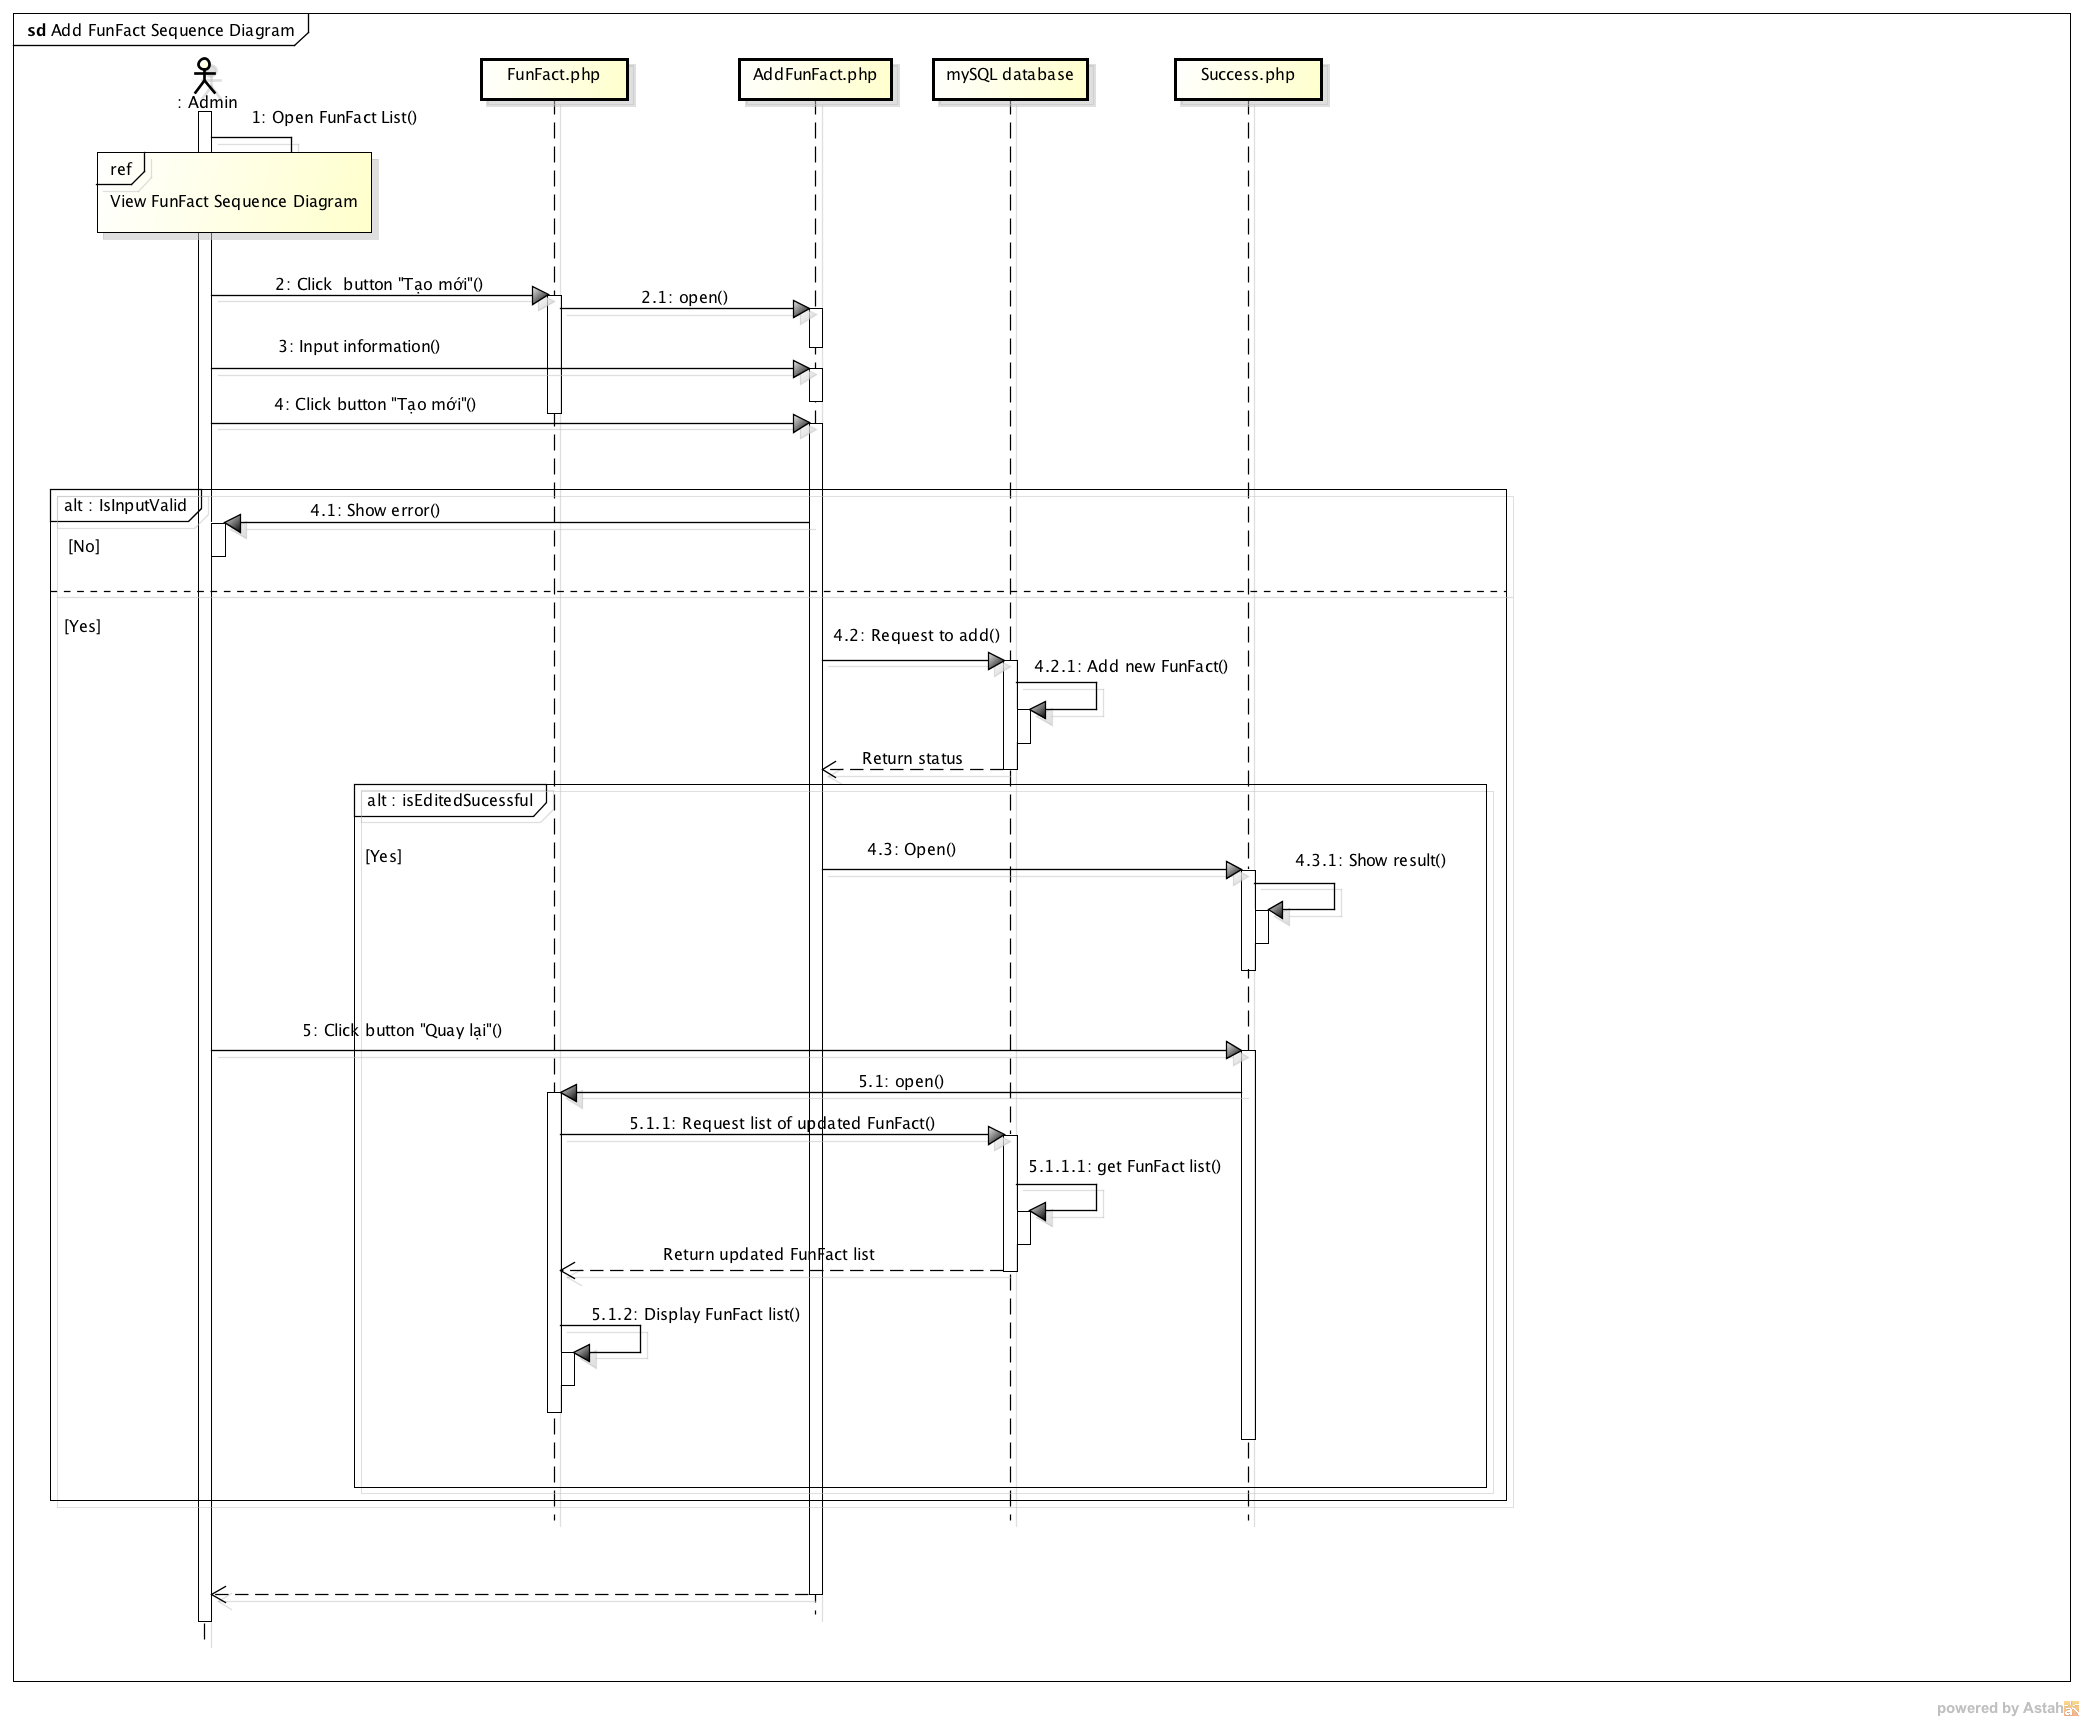 sd Add FunFact Sequence Diagram
FunFact.php
AddFunFact.php
mySQL database
Success.php
: Admin
1: Open FunFact List()
ref
View FunFact Sequence Diagram
2: Click  button "Tạo mới"()
2.1: open()
3: Input information()
4: Click button "Tạo mới"()
alt : IsInputValid
4.1: Show error()
[No]
[Yes]
4.2: Request to add()
4.2.1: Add new FunFact()
Return status
alt : isEditedSucessful
[Yes]
4.3: Open()
4.3.1: Show result()
5: Click button "Quay lại"()
5.1: open()
5.1.1: Request list of updated FunFact()
5.1.1.1: get FunFact list()
Return updated FunFact list
5.1.2: Display FunFact list()
powered by Astah